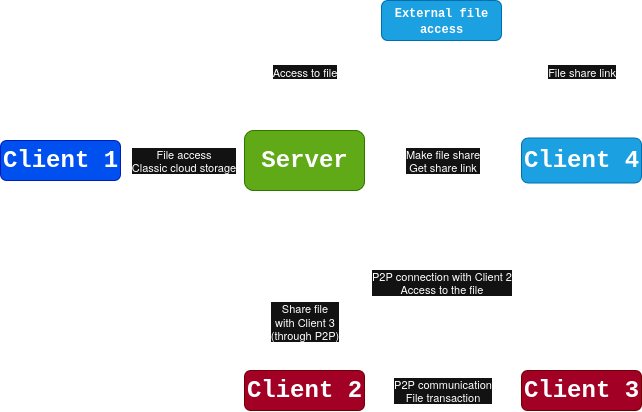 External file
access
Access to file
File share link
Client 1
File access
Classic cloud storage
Server
Make file share
Get share link
Client 4
P2P connection with Client 2
Access to the file
Share file
with Client 3
(through P2P)
Client 2
P2P communication
File transaction
Client 3